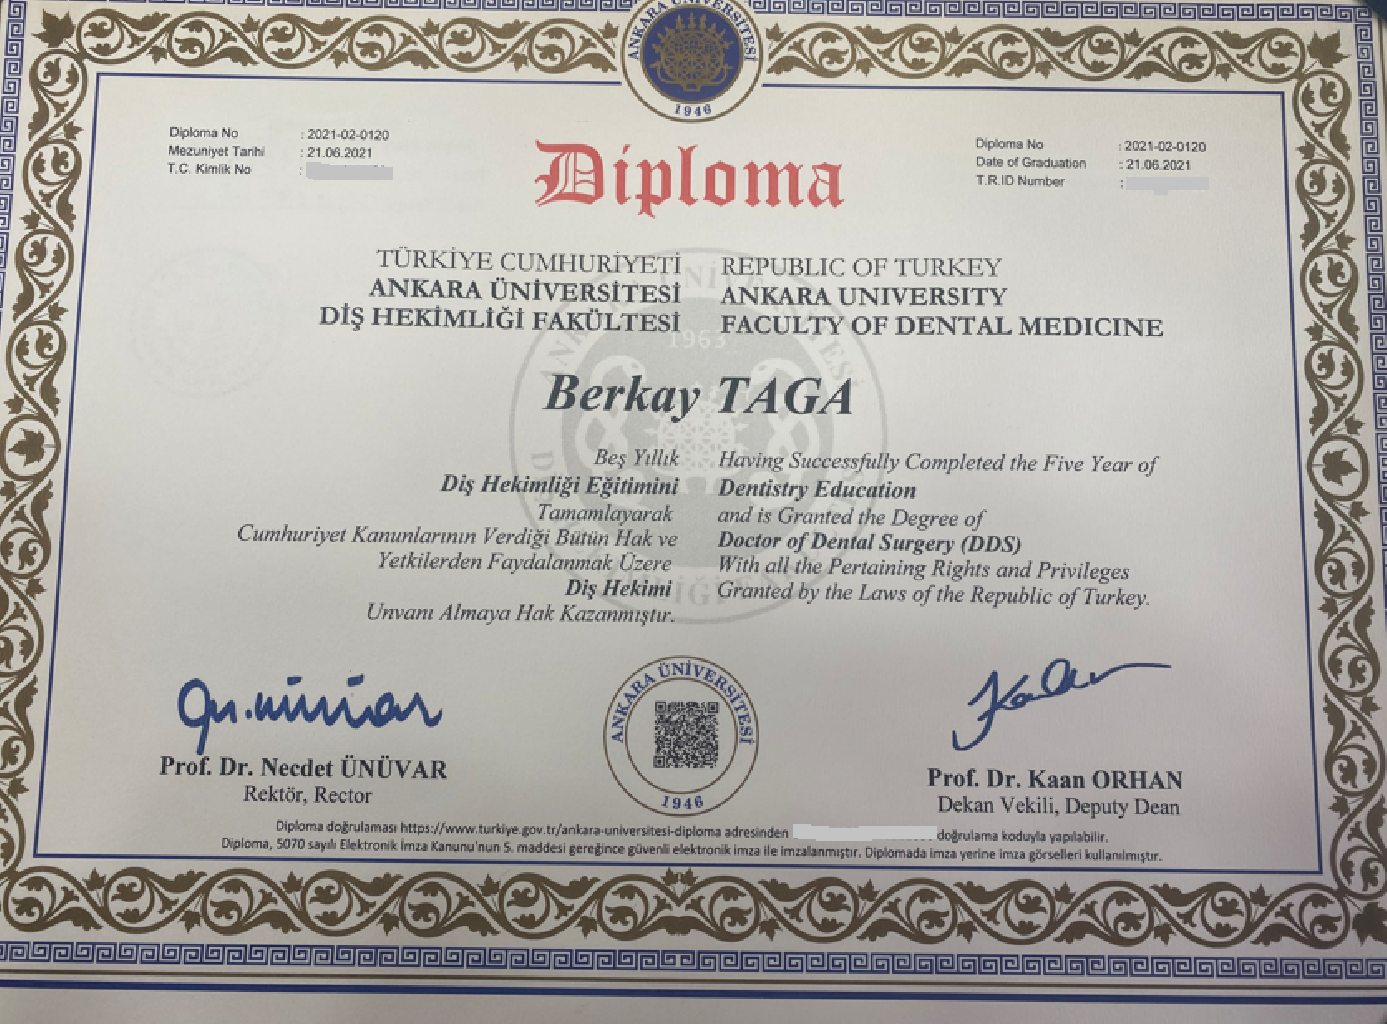 ANKARA ÜNİVERSİTESİ
1946
Diploma No : 2021-02-0120
Mezuniyet Tarihi : 21.06.2021
T.C. Kimlik No :
Diploma No : 2021-02-0120
Date of Graduation : 21.06.2021
T.R.ID Number :
Diploma
TÜRKİYE CUMHURİYETİ
ANKARA ÜNİVERSİTESİ
DİŞ HEKİMLİĞİ FAKÜLTESİ
REPUBLIC OF TURKEY
ANKARA UNIVERSITY
FACULTY OF DENTAL MEDICINE
1963
Berkay TAGA
Beş Yıllık
Diş Hekimliği Eğitimini
Tamamlayarak
Cumhuriyet Kanunlarının Verdiği Bütün Hak ve
Yetkilerden Faydalanmak Üzere
Diş Hekimi
Unvanı Almaya Hak Kazanmıştır.
Having Successfully Completed the Five Year of
Dentistry Education
and is Granted the Degree of
Doctor of Dental Surgery (DDS)
With all the Pertaining Rights and Privileges
Granted by the Laws of the Republic of Turkey.
Prof. Dr. Necdet ÜNÜVAR
Rektör, Rector
ANKARA ÜNİVERSİTESİ
1946
Prof. Dr. Kaan ORHAN
Dekan Vekili, Deputy Dean
Diploma doğrulaması https://www.turkiye.gov.tr/ankara-universitesi-diploma adresinden doğrulama koduyla yapılabilir.
Diploma, 5070 sayılı Elektronik İmza Kanunu'nun 5. maddesi gereğince güvenli elektronik imza ile imzalanmıştır. Diplomada imza yerine imza görselleri kullanılmıştır.